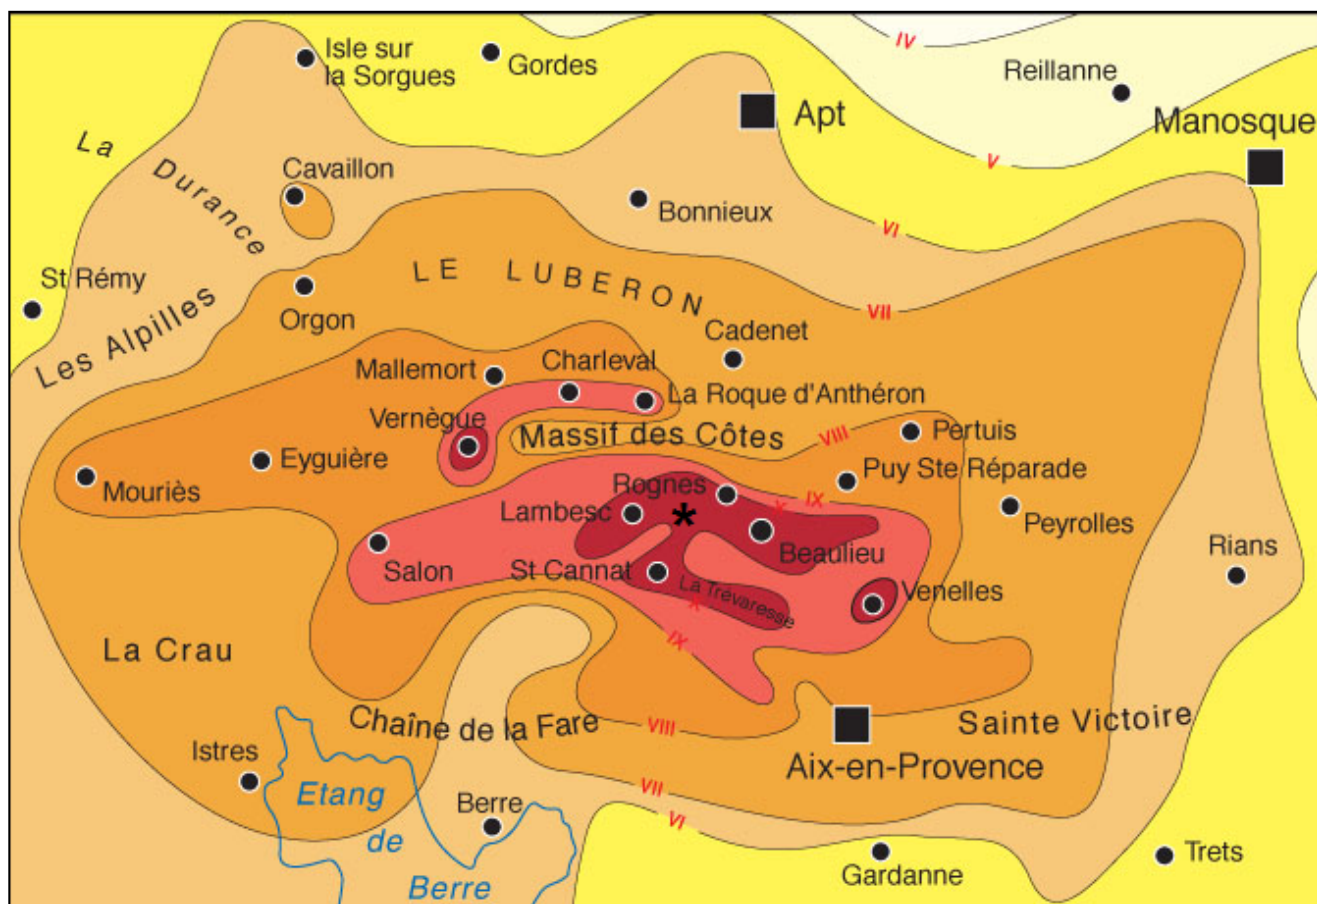 IV
Isle sur
la Sorgues
Gordes
Reillanne
Apt
Manosque
La
Durance
Cavaillon
V
Bonnieux
VI
St Rémy
LE LUBERON
Orgon
VII
Les Alpilles
Cadenet
Mallemort
Charleval
La Roque d'Anthéron
Vernègue
Massif des Côtes
VIII
Pertuis
Eyguière
Mouriès
Puy Ste Réparade
Rognes
IX
X
Lambesc
*
Peyrolles
Beaulieu
Rians
Salon
St Cannat
La Trévaresse
X
Venelles
IX
La Crau
Chaîne de la Fare
VIII
Sainte Victoire
Istres
Aix-en-Provence
Etang
de
Berre
Berre
VII
VI
Gardanne
Trets